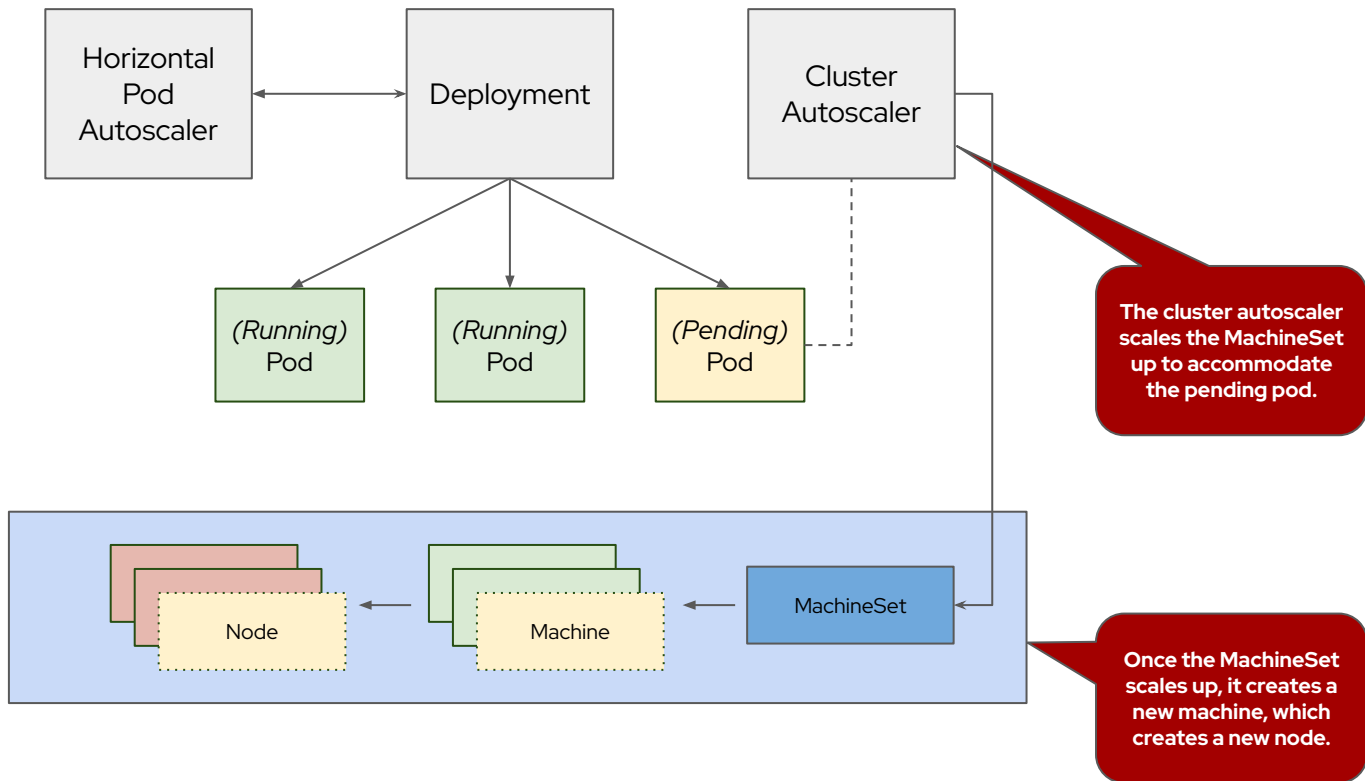 Horizontal
Pod
Autoscaler
Deployment
Cluster
Autoscaler
(Running)
Pod
(Running)
Pod
(Pending)
Pod
The cluster autoscaler
scales the MachineSet
up to accommodate
the pending pod.
Node
Machine
MachineSet
Once the MachineSet
scales up, it creates a
new machine, which
creates a new node.